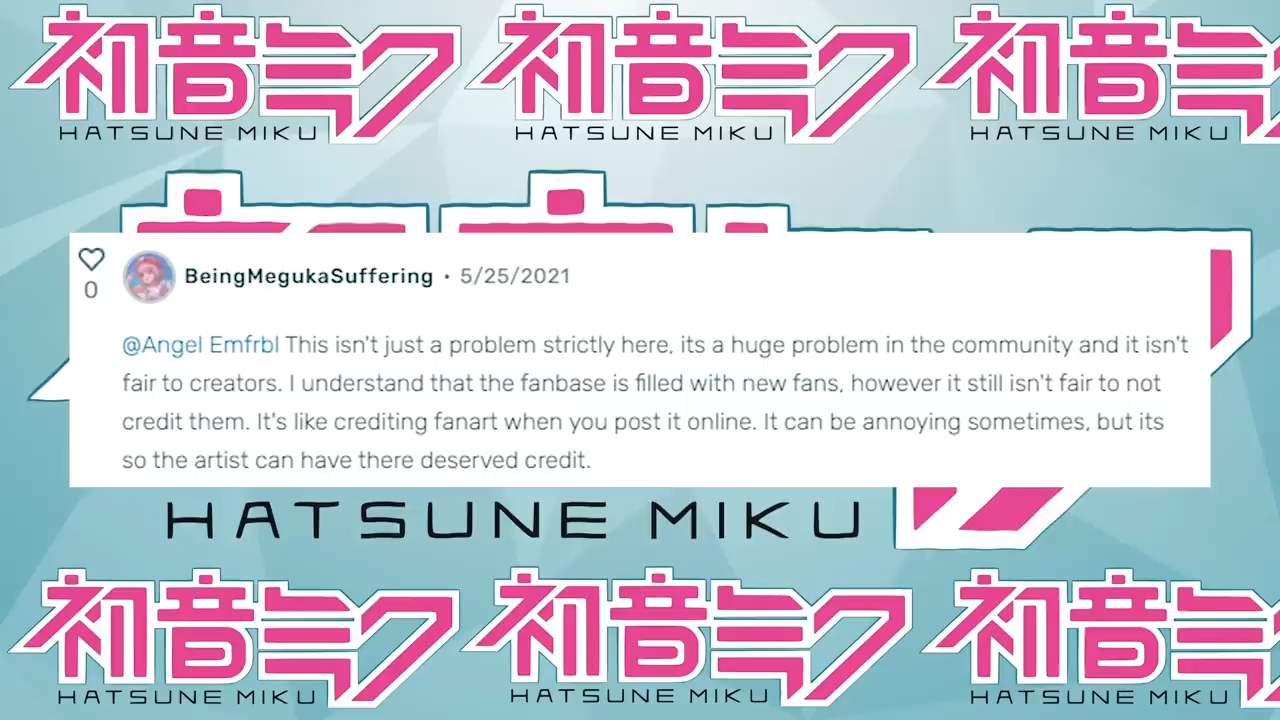 初音ミク 初音ミク 初音ミク
HATSUNE MIKU HATSUNE MIKU HATSUNE MIKU
BeingMegukaSuffering • 5/25/2021
0
@Angel Emfrbl This isn't just a problem strictly here, its a huge problem in the community and it isn't
fair to creators. I understand that the fanbase is filled with new fans, however it still isn't fair to not
credit them. It's like crediting fanart when you post it online. It can be annoying sometimes, but its
so the artist can have there deserved credit.
HATSUNE MIKU
初音ミク 初音ミク 初音ミク
HATSUNE MIKU HATSUNE MIKU HATSUNE MIKU